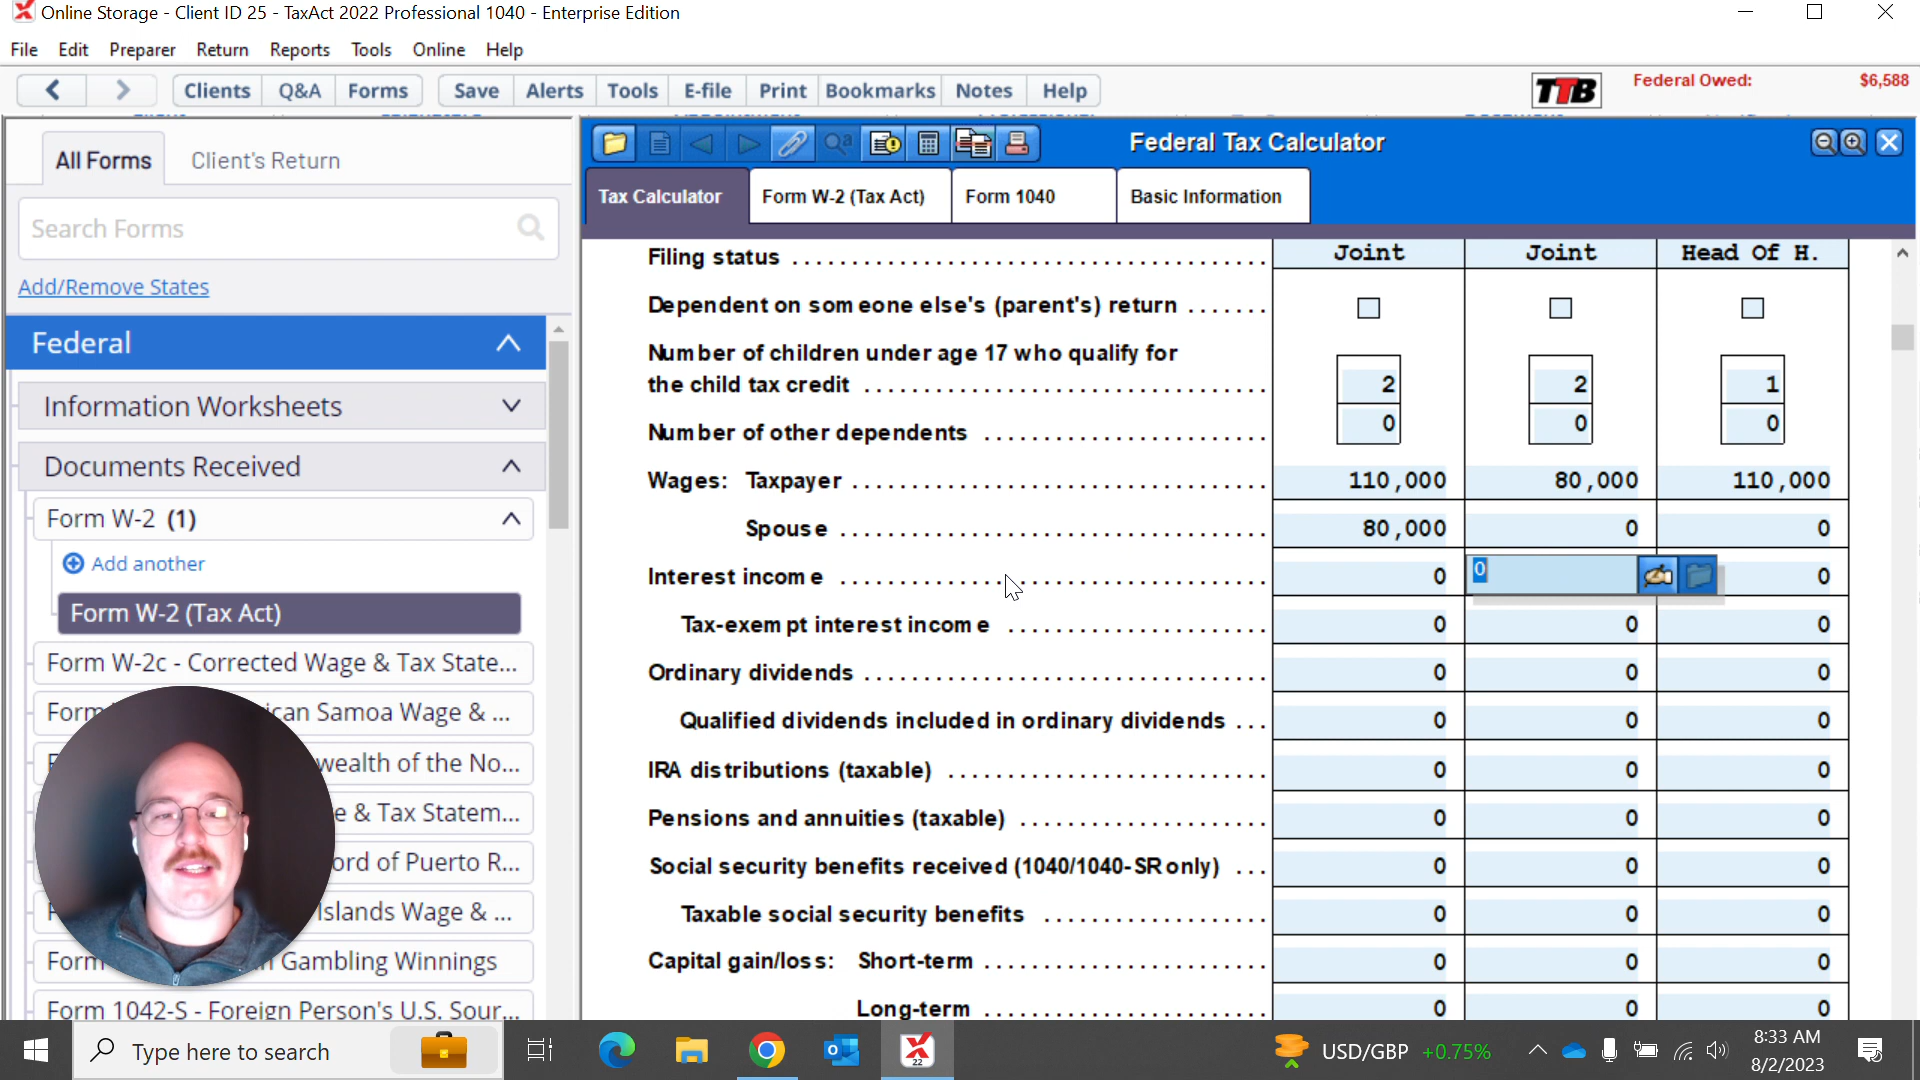 Online Storage - Client ID 25 - TaxAct 2022 Professional 1040 - Enterprise Edition
File Edit Preparer Return Reports Tools Online Help
Clients Q&A Forms Save Alerts Tools E-file Print Bookmarks Notes Help
TTB
Federal Owed: $6,588
All Forms Client's Return
Search Forms
Add/Remove States
Federal
Information Worksheets
Documents Received
Form W-2 (1)
Add another
Form W-2 (Tax Act)
Form W-2c - Corrected Wage & Tax State...
Form can Samoa Wage & ...
wealth of the No...
e & Tax Statem...
ord of Puerto R...
Islands Wage & ...
Form Gambling Winnings
Form 1042-S - Foreign Person's U.S. Sour...
Federal Tax Calculator
Tax Calculator Form W-2 (Tax Act) Form 1040 Basic Information
Filing status Joint Joint Head Of H.
Dependent on someone else's (parent's) return
Number of children under age 17 who qualify for
the child tax credit 2 2 1
Number of other dependents 0 0 0
Wages: Taxpayer 110,000 80,000 110,000
Spouse 80,000 0 0
Interest income 0 0 0
Tax-exempt interest income 0 0 0
Ordinary dividends 0 0 0
Qualified dividends included in ordinary dividends 0 0 0
IRA distributions (taxable) 0 0 0
Pensions and annuities (taxable) 0 0 0
Social security benefits received (1040/1040-SR only) 0 0 0
Taxable social security benefits 0 0 0
Capital gain/loss: Short-term 0 0 0
Long-term 0 0 0
Type here to search
22
USD/GBP +0.75%
8:33 AM
8/2/2023